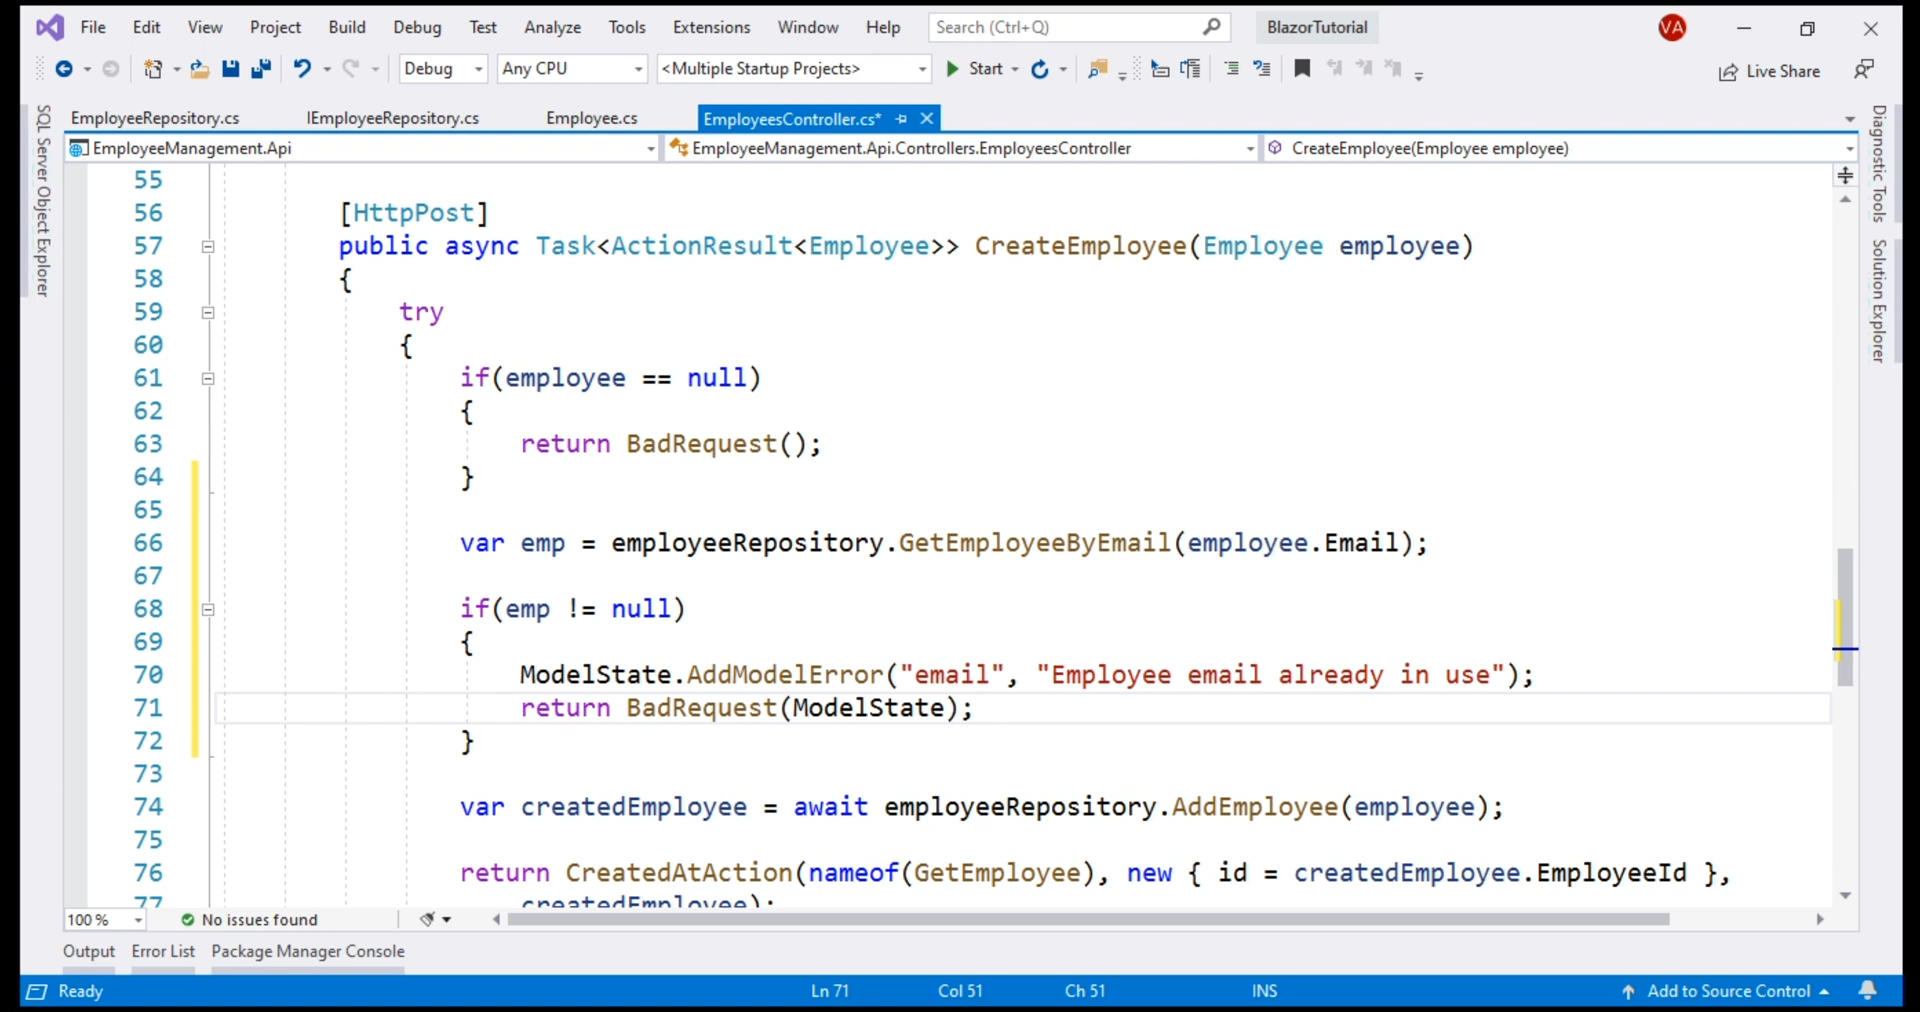 File Edit View Project Build Debug Test Analyze Tools Extensions Window Help Search (Ctrl+Q) BlazorTutorial VA
Debug Any CPU <Multiple Startup Projects> Start Live Share
SQL Server Object Explorer
EmployeeRepository.cs IEmployeeRepository.cs Employee.cs EmployeesController.cs*
EmployeeManagement.Api EmployeeManagement.Api.Controllers.EmployeesController CreateEmployee(Employee employee)
55
56 [HttpPost]
57 public async Task<ActionResult<Employee>> CreateEmployee(Employee employee)
58 {
59 try
60 {
61 if(employee == null)
62 {
63 return BadRequest();
64 }
65
66 var emp = employeeRepository.GetEmployeeByEmail(employee.Email);
67
68 if(emp != null)
69 {
70 ModelState.AddModelError("email", "Employee email already in use");
71 return BadRequest(ModelState);
72 }
73
74 var createdEmployee = await employeeRepository.AddEmployee(employee);
75
76 return CreatedAtAction(nameof(GetEmployee), new { id = createdEmployee.EmployeeId },
77 createdEmployee);
Diagnostic Tools
Solution Explorer
100 % No issues found
Output Error List Package Manager Console
Ready Ln 71 Col 51 Ch 51 INS Add to Source Control